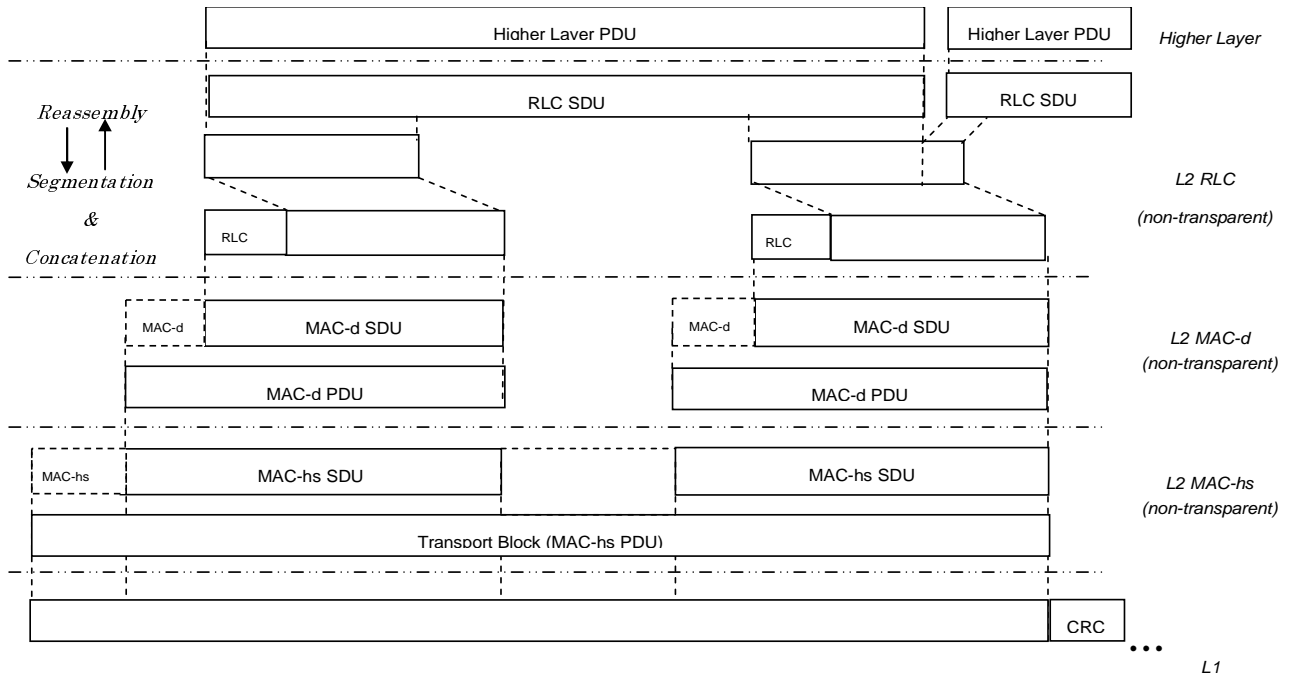 Higher Layer PDU
Higher Layer PDU
Higher Layer
RLC SDU
RLC SDU
Reassembly
Segmentation
&
Concatenation
L2 RLC
(non-transparent)
RLC
RLC
MAC-d
MAC-d SDU
MAC-d
MAC-d SDU
L2 MAC-d
(non-transparent)
MAC-d PDU
MAC-d PDU
MAC-hs
MAC-hs SDU
MAC-hs SDU
L2 MAC-hs
(non-transparent)
Transport Block (MAC-hs PDU)
CRC
•••
L1